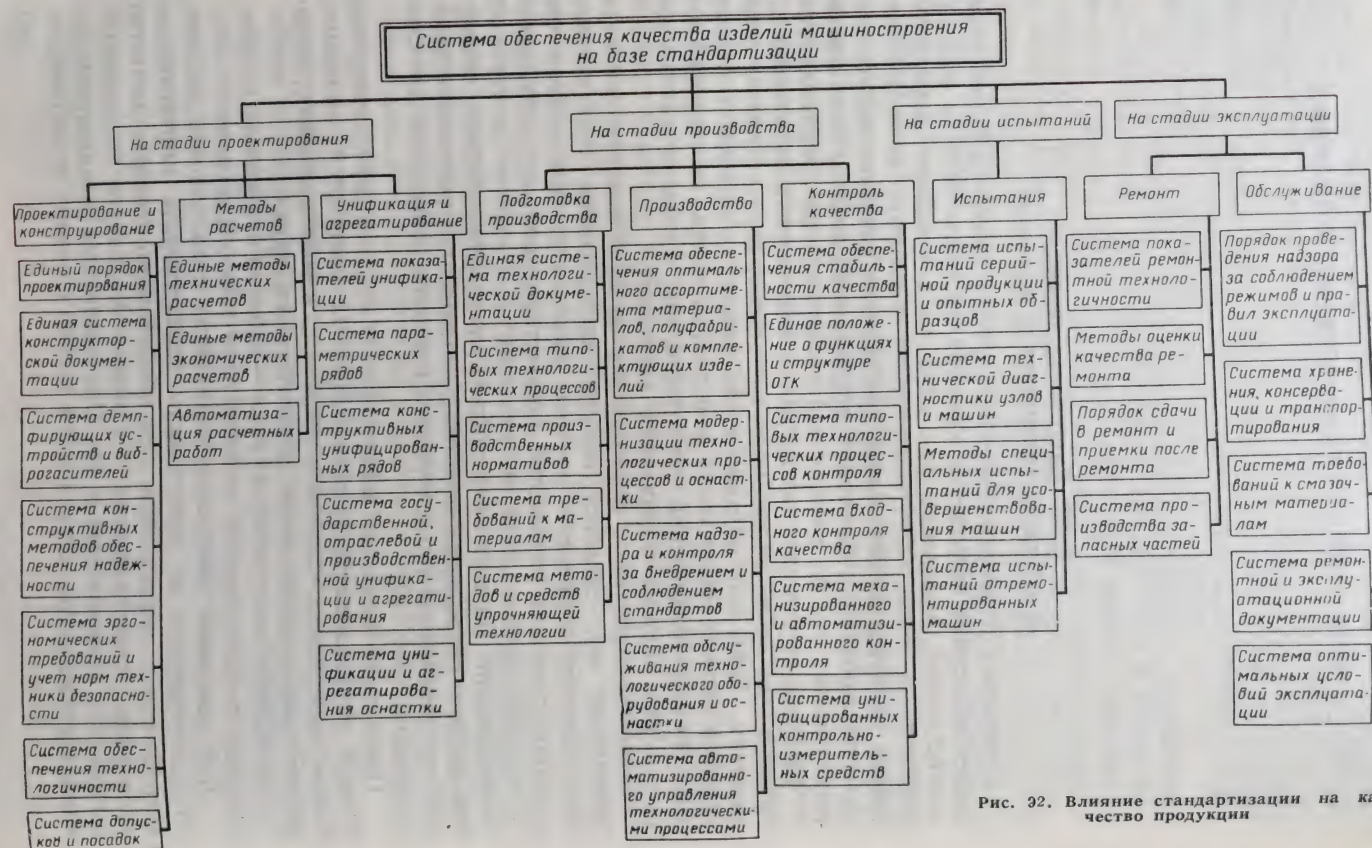 Система обеспечения качества изделий машиностроения
на базе стандартизации
На стадии проектирования
На стадии производства
На стадии испытаний
На стадии эксплуатации
Проектирование и
конструирование
Единый порядок
проектирования
Единая система
конструктор-
ской докумен-
тации
Система демп-
фирующих ус-
тройств и виб-
рогасителей
Система кон-
структивных
методов обес-
печения надеж-
ности
Система эрго-
номических
требований и
учет норм тех-
ники безопасно-
сти
Система обес-
печения техно-
логичности
Система допус-
ков и посадок
Методы
расчетов
Единые методы
технических
расчетов
Единые методы
экономических
расчетов
Автоматиза-
ция расчетных
работ
Унификация и
агрегатирование
Система показа-
телей унифика-
ции
Система пара-
метрических
рядов
Система конс-
труктивных
унифицирован-
ных рядов
Система госу-
дарственной,
отраслевой и
производствен-
ной унифика-
ции и агрегати-
рования
Система уни-
фикации и аг-
регатирова-
ния оснастки
Подготовка
производства
Единая систе-
ма технологи-
ческой докуме-
нтации
Система типо-
вых технологи-
ческих процессов
Система произ-
водственных
нормативов
Система тре-
бований к ма-
териалам
Система мето-
дов и средств
упрочняющей
технологии
Производство
Система обеспе-
чения оптималь-
ного ассортиме-
нта материа-
лов, полуфабри-
катов и компле-
ктующих изде-
лий
Система модер-
низации техно-
логических про-
цессов и оснаст-
ки
Система надзо-
ра и контроля
за внедрением и
соблюдением
стандартов
Система обслу-
живания техно-
логического обо-
рудования и ос-
настки
Система авто-
матизированно-
го управления
технологически-
ми процессами
Контроль
качества
Система обеспе-
чения стабиль-
ности качества
Единое положе-
ние о функциях
и структуре
ОТК
Система типо-
вых технологи-
ческих процес-
сов контроля
Система вход-
ного контроля
качества
Система меха-
низированного
и автоматизи-
рованного кон-
троля
Система уни-
фицированных
контрольно-
измеритель-
ных средств
Испытания
Система испы-
таний серий-
ной продукции
и опытных об-
разцов
Система тех-
нической диаг-
ностики узлов
и машин
Методы специ-
альных испы-
таний для усо-
вершенствова-
ния машин
Система испы-
таний отремо-
нтированных
машин
Ремонт
Система пока-
зателей ремон-
тной техноло-
гичности
Методы оценки
качества ре-
монта
Порядок сдачи
в ремонт и
приемки после
ремонта
Система про-
изводства за-
пасных частей
Обслуживание
Порядок прове-
дения надзора
за соблюдением
режимов и пра-
вил эксплуата-
ции
Система хране-
ния, консерва-
ции и транспор-
тирования
Система требо-
ваний к смазоч-
ным материа-
лам
Система ремон-
тной и эксплу-
атационной
документации
Система опти-
мальных усло-
вий эксплуата-
ции
Рис. 92. Влияние стандартизации на ка
чество продукции